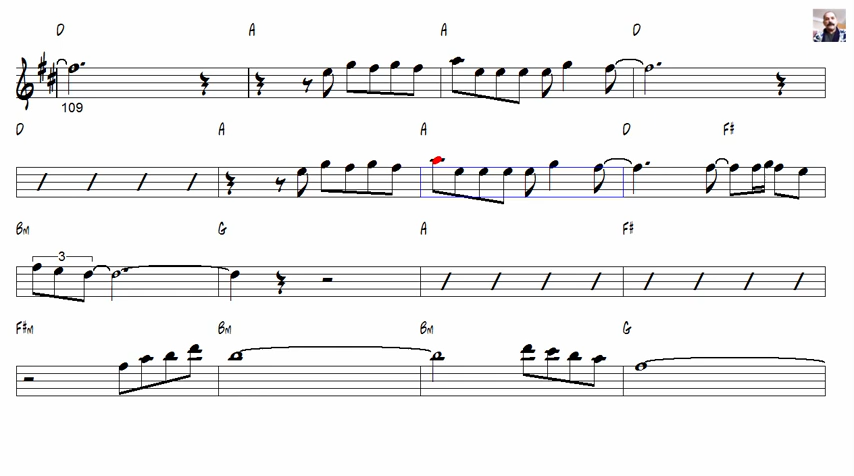 D A A D
109
D A A D F#
Bm G A F#
3
F#m Bm Bm G